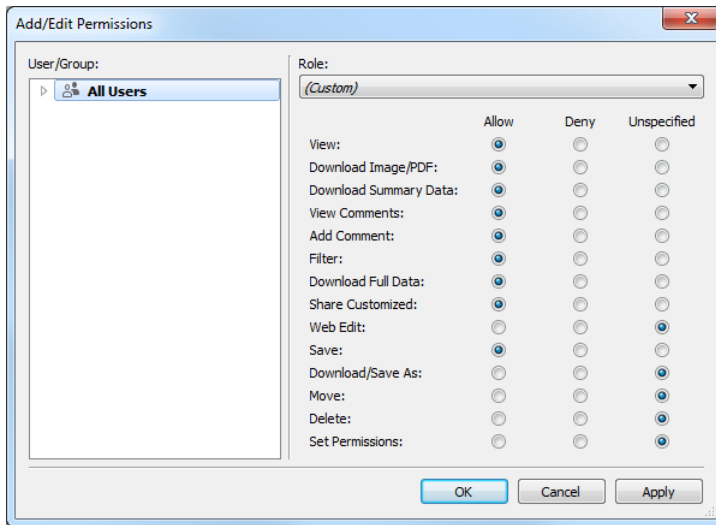 Add/Edit Permissions
User/Group:
All Users
Role:
(Custom)
Allow Deny Unspecified
View:
Download Image/PDF:
Download Summary Data:
View Comments:
Add Comment:
Filter:
Download Full Data:
Share Customized:
Web Edit:
Save:
Download/Save As:
Move:
Delete:
Set Permissions:
OK Cancel Apply